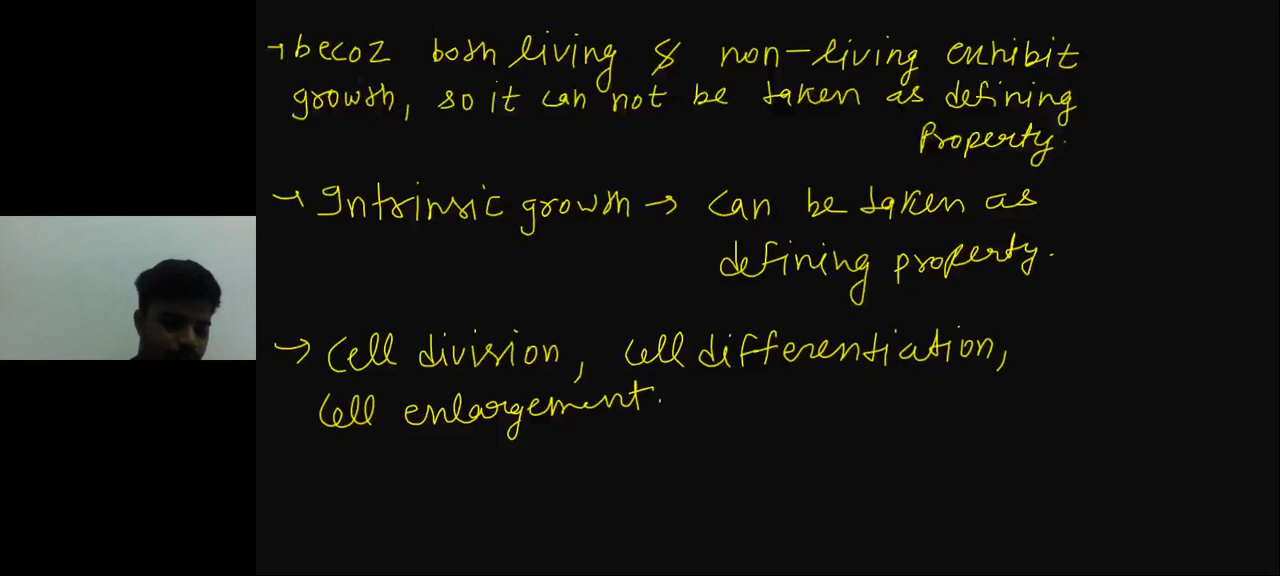 → becoz both living & non-living exhibit
growth, so it can not be taken as defining
Property.
→ Intrinsic growth → can be taken as
defining property.
→ Cell division, cell differentiation,
Cell enlargement.